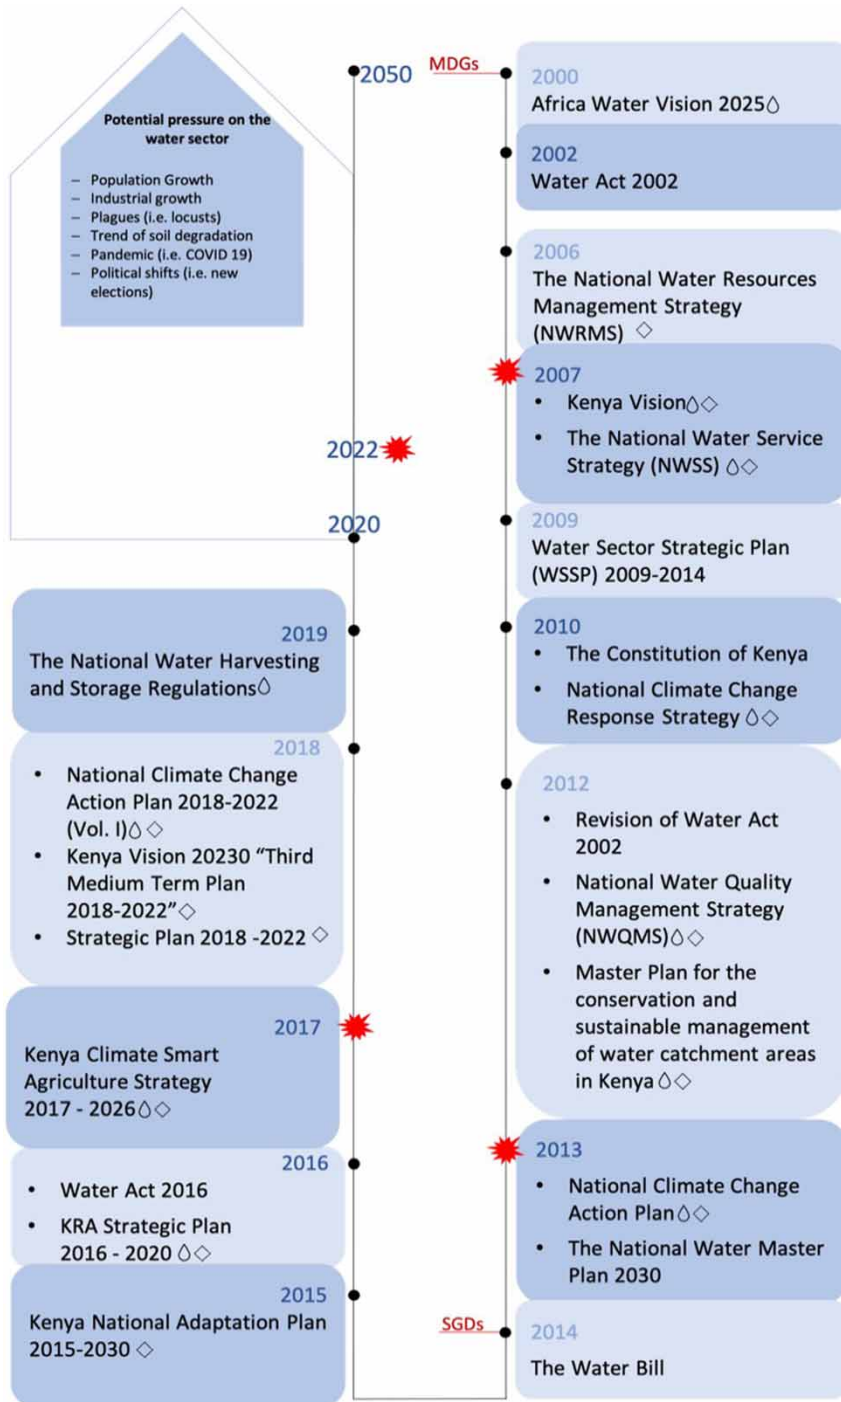 Potential pressure on the
water sector
– Population Growth
– Industrial growth
– Plagues (i.e. locusts)
– Trend of soil degradation
– Pandemic (i.e. COVID 19)
– Political shifts (i.e. new
elections)
2050
2022
2020
2019
The National Water Harvesting
and Storage Regulations
2018
• National Climate Change
Action Plan 2018-2022
(Vol. I)
• Kenya Vision 20230 “Third
Medium Term Plan
2018-2022”
• Strategic Plan 2018 -2022
2017
Kenya Climate Smart
Agriculture Strategy
2017 - 2026
2016
• Water Act 2016
• KRA Strategic Plan
2016 - 2020
2015
Kenya National Adaptation Plan
2015-2030
MDGs
2000
Africa Water Vision 2025
2002
Water Act 2002
2006
The National Water Resources
Management Strategy
(NWRMS)
2007
• Kenya Vision
• The National Water Service
Strategy (NWSS)
2009
Water Sector Strategic Plan
(WSSP) 2009-2014
2010
• The Constitution of Kenya
• National Climate Change
Response Strategy
2012
• Revision of Water Act
2002
• National Water Quality
Management Strategy
(NWQMS)
• Master Plan for the
conservation and
sustainable management
of water catchment areas
in Kenya
2013
• National Climate Change
Action Plan
• The National Water Master
Plan 2030
SGDs
2014
The Water Bill